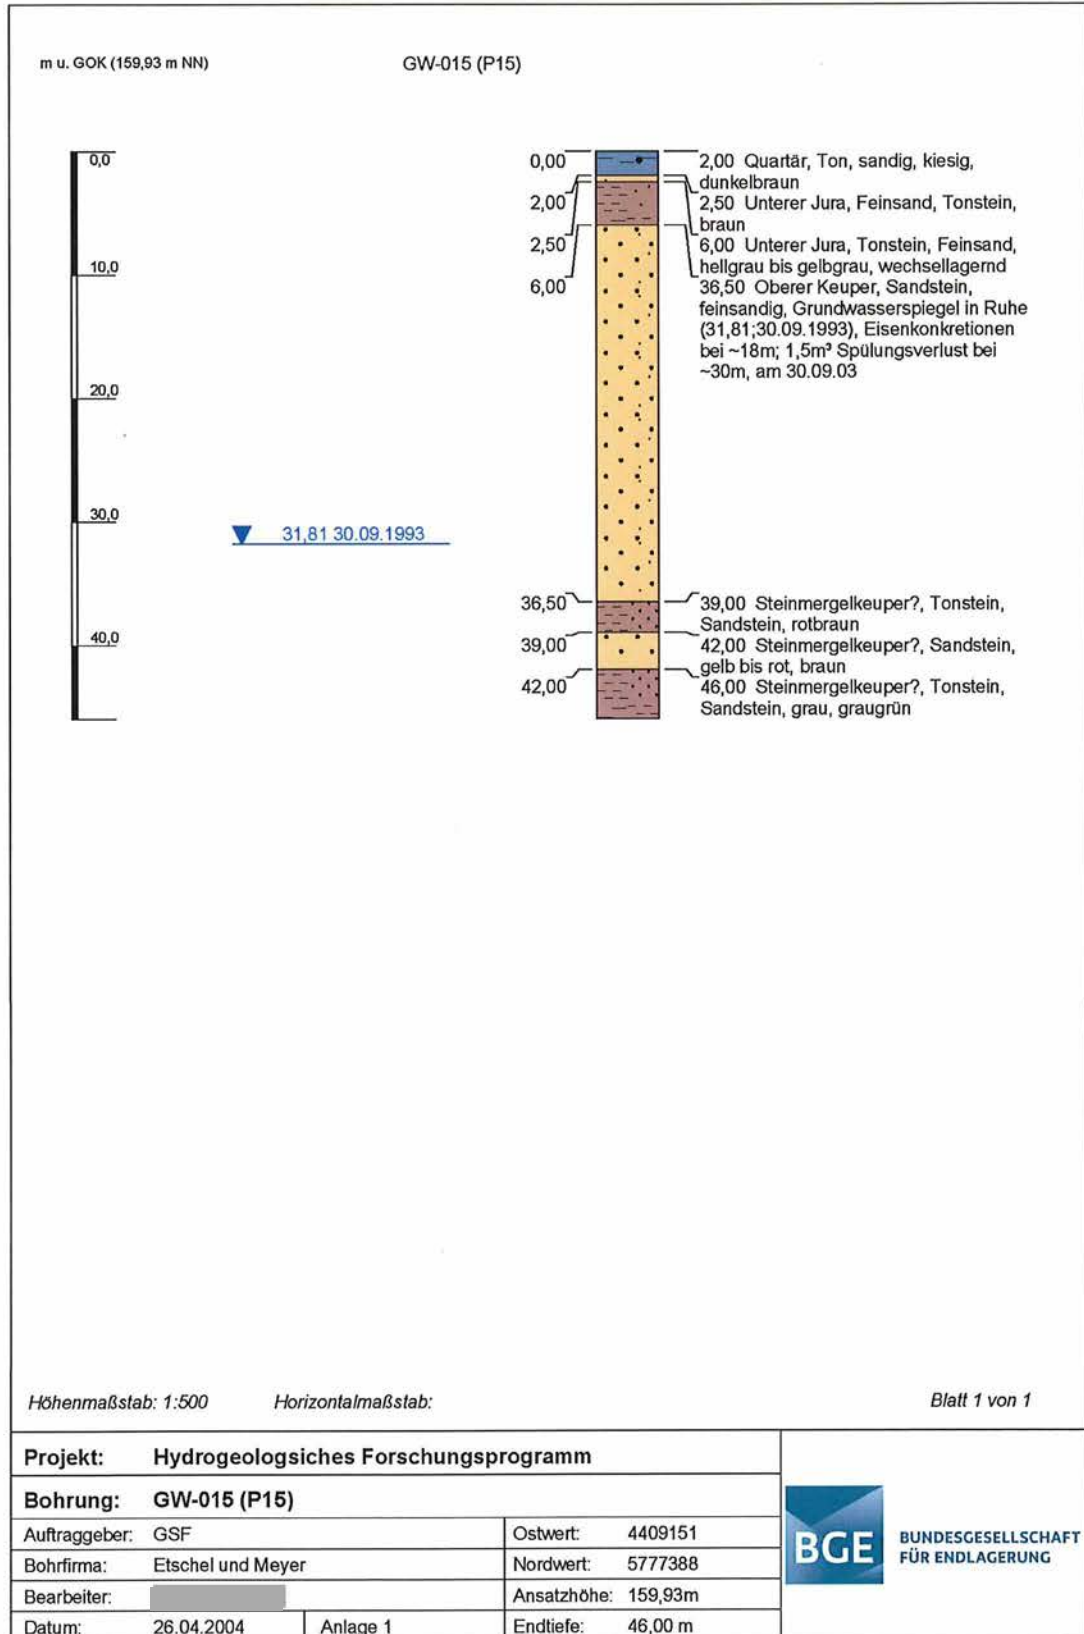 m u. GOK (159,93 m NN)
GW-015 (P15)
0,0
10,0
20,0
30,0
40,0
31,81 30.09.1993
0,00
2,00
2,50
6,00
36,50
39,00
42,00
2,00 Quartär, Ton, sandig, kiesig,
dunkelbraun
2,50 Unterer Jura, Feinsand, Tonstein,
braun
6,00 Unterer Jura, Tonstein, Feinsand,
hellgrau bis gelbgrau, wechsellagernd
36,50 Oberer Keuper, Sandstein,
feinsandig, Grundwasserspiegel in Ruhe
(31,81;30.09.1993), Eisenkonkretionen
bei ~18m; 1,5m³ Spülungsverlust bei
~30m, am 30.09.03
39,00 Steinmergelkeuper?, Tonstein,
Sandstein, rotbraun
42,00 Steinmergelkeuper?, Sandstein,
gelb bis rot, braun
46,00 Steinmergelkeuper?, Tonstein,
Sandstein, grau, graugrün
Höhenmaßstab: 1:500 Horizontalmaßstab: Blatt 1 von 1
Projekt: Hydrogeologsiches Forschungsprogramm
Bohrung: GW-015 (P15)
Auftraggeber: GSF Ostwert: 4409151
Bohrfirma: Etschel und Meyer Nordwert: 5777388
Bearbeiter: Ansatzhöhe: 159,93m
Datum: 26.04.2004 Anlage 1 Endtiefe: 46,00 m
BGE
BUNDESGESELLSCHAFT
FÜR ENDLAGERUNG